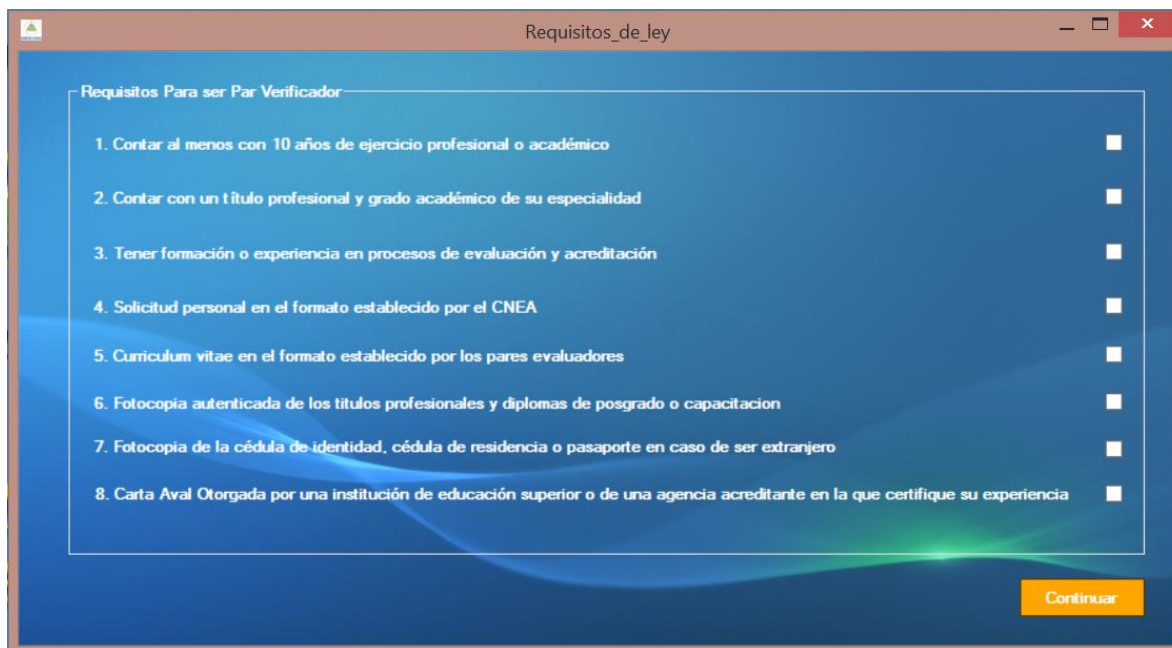 Requisitos_de_ley
Requisitos Para ser Par Verificador
1. Contar al menos con 10 años de ejercicio profesional o académico
2. Contar con un título profesional y grado académico de su especialidad
3. Tener formación o experiencia en procesos de evaluación y acreditación
4. Solicitud personal en el formato establecido por el CNEA
5. Curriculum vitae en el formato establecido por los pares evaluadores
6. Fotocopia autenticada de los titulos profesionales y diplomas de posgrado o capacitacion
7. Fotocopia de la cédula de identidad, cédula de residencia o pasaporte en caso de ser extranjero
8. Carta Aval Otorgada por una institución de educación superior o de una agencia acreditante en la que certifique su experiencia
Continuar